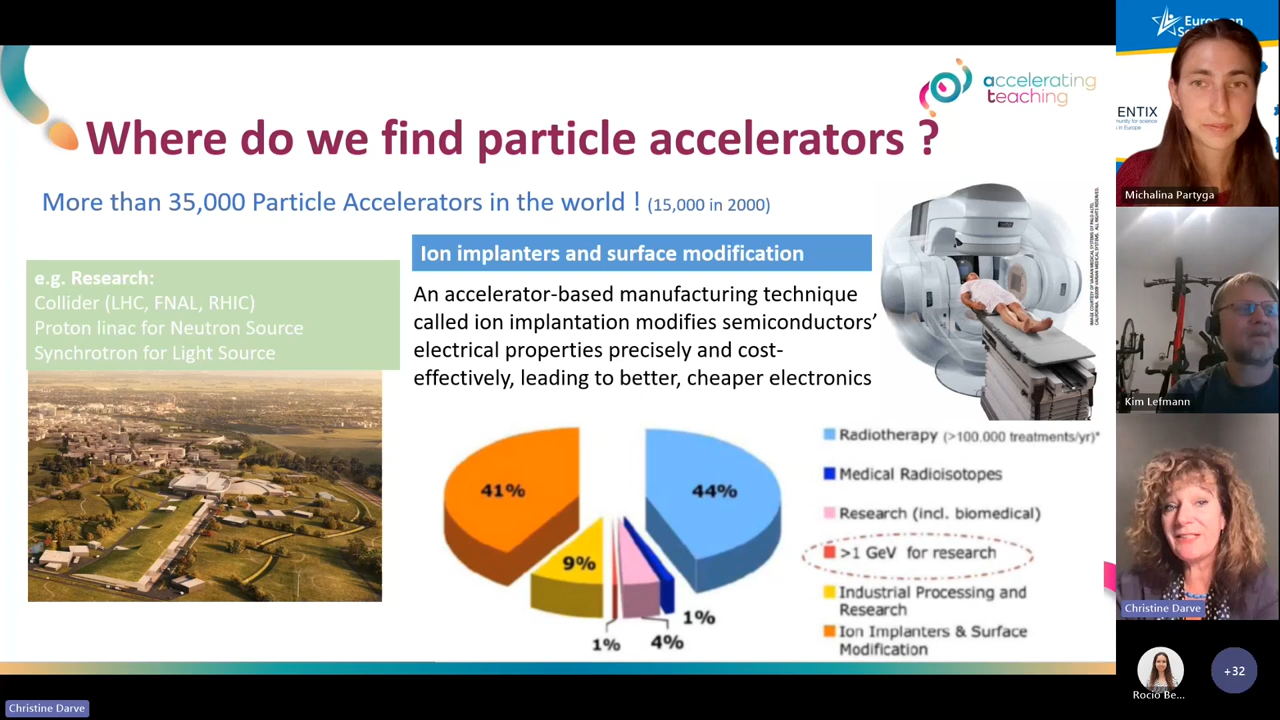 accelerating
teaching
Where do we find particle accelerators ?
More than 35,000 Particle Accelerators in the world ! (15,000 in 2000)
e.g. Research:
Collider (LHC, FNAL, RHIC)
Proton linac for Neutron Source
Synchrotron for Light Source
Ion implanters and surface modification
An accelerator-based manufacturing technique
called ion implantation modifies semiconductors’
electrical properties precisely and cost-
effectively, leading to better, cheaper electronics
41%
44%
9%
1%
4%
1%
Radiotherapy (>100.000 treatments/yr)*
Medical Radioisotopes
Research (incl. biomedical)
>1 GeV for research
Industrial Processing and
Research
Ion Implanters & Surface
Modification
European
ENTIX
in Europe
Michalina Partyga
Kim Lefmann
Christine Darve
Rocío Be...
+32
Christine Darve